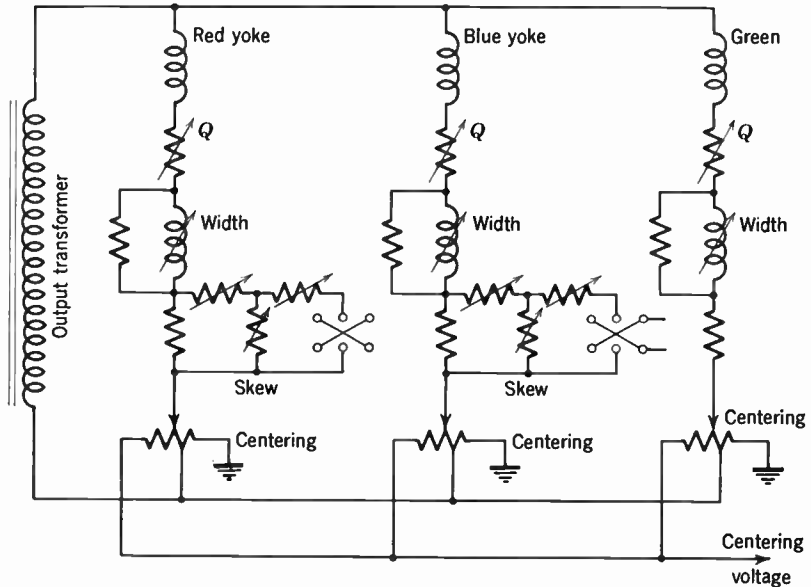 Red yoke
Blue yoke
Green
Q
Q
Q
Width
Width
Width
Output transformer
Skew
Skew
Centering
Centering
Centering
Centering
voltage